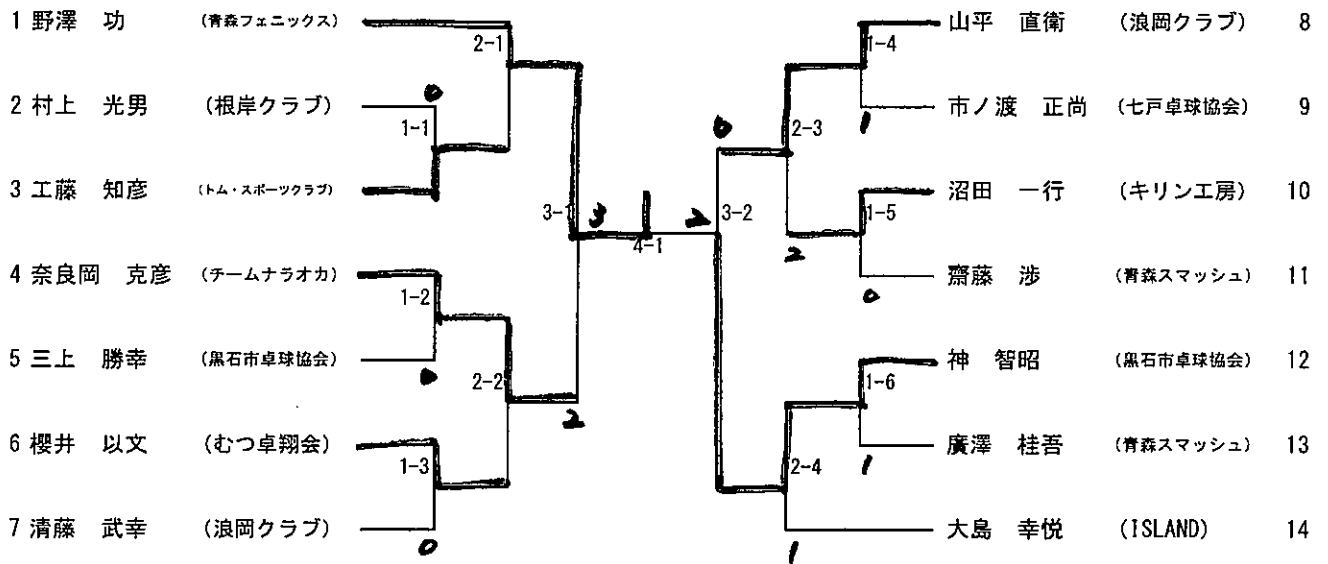 1 野澤 功 (青森フェニックス)
2-1
2 村上 光男 (根岸クラブ)
0
1-1
3 工藤 知彦 (トム・スポーツクラブ)
3-1
3
4-1
4 奈良岡 克彦 (チームナラオカ)
1-2
5 三上 勝幸 (黒石市卓球協会)
0
2-2
2
6 櫻井 以文 (むつ卓翔会)
1-3
7 清藤 武幸 (浪岡クラブ)
0
山平 直衛 (浪岡クラブ) 8
1-4
市ノ渡 正尚 (七戸卓球協会) 9
1
0
2-3
沼田 一行 (キリン工房) 10
1-5
2
3-2
2
齋藤 渉 (青森スマッシュ) 11
0
神 智昭 (黒石市卓球協会) 12
1-6
廣澤 桂吾 (青森スマッシュ) 13
1
2-4
大島 幸悦 (ISLAND) 14
1